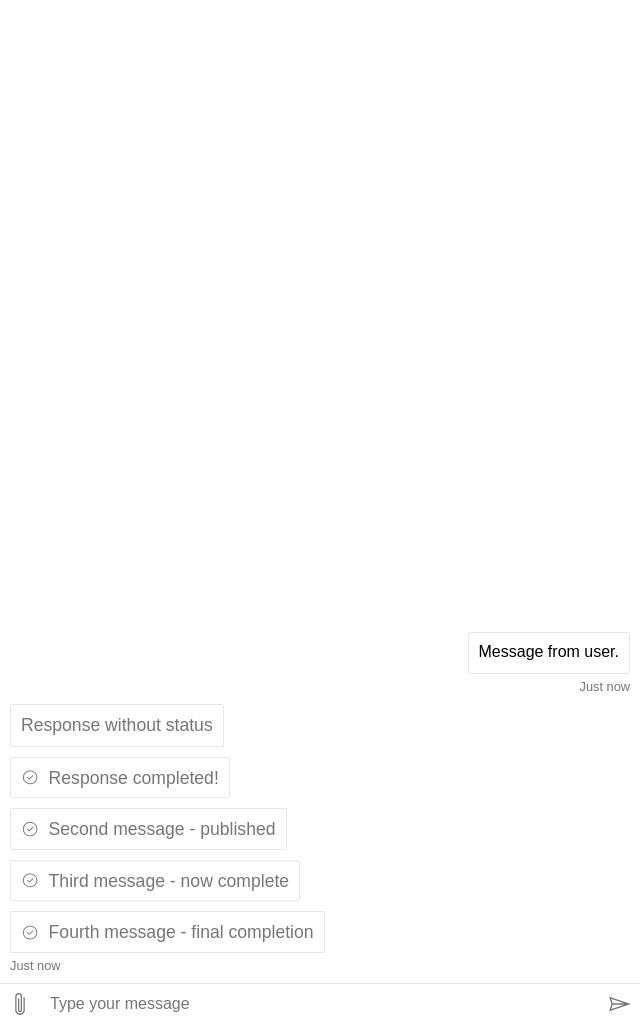 Message from user.
Just now
Response without status
Response completed!
Second message - published
Third message - now complete
Fourth message - final completion
Just now
Type your message